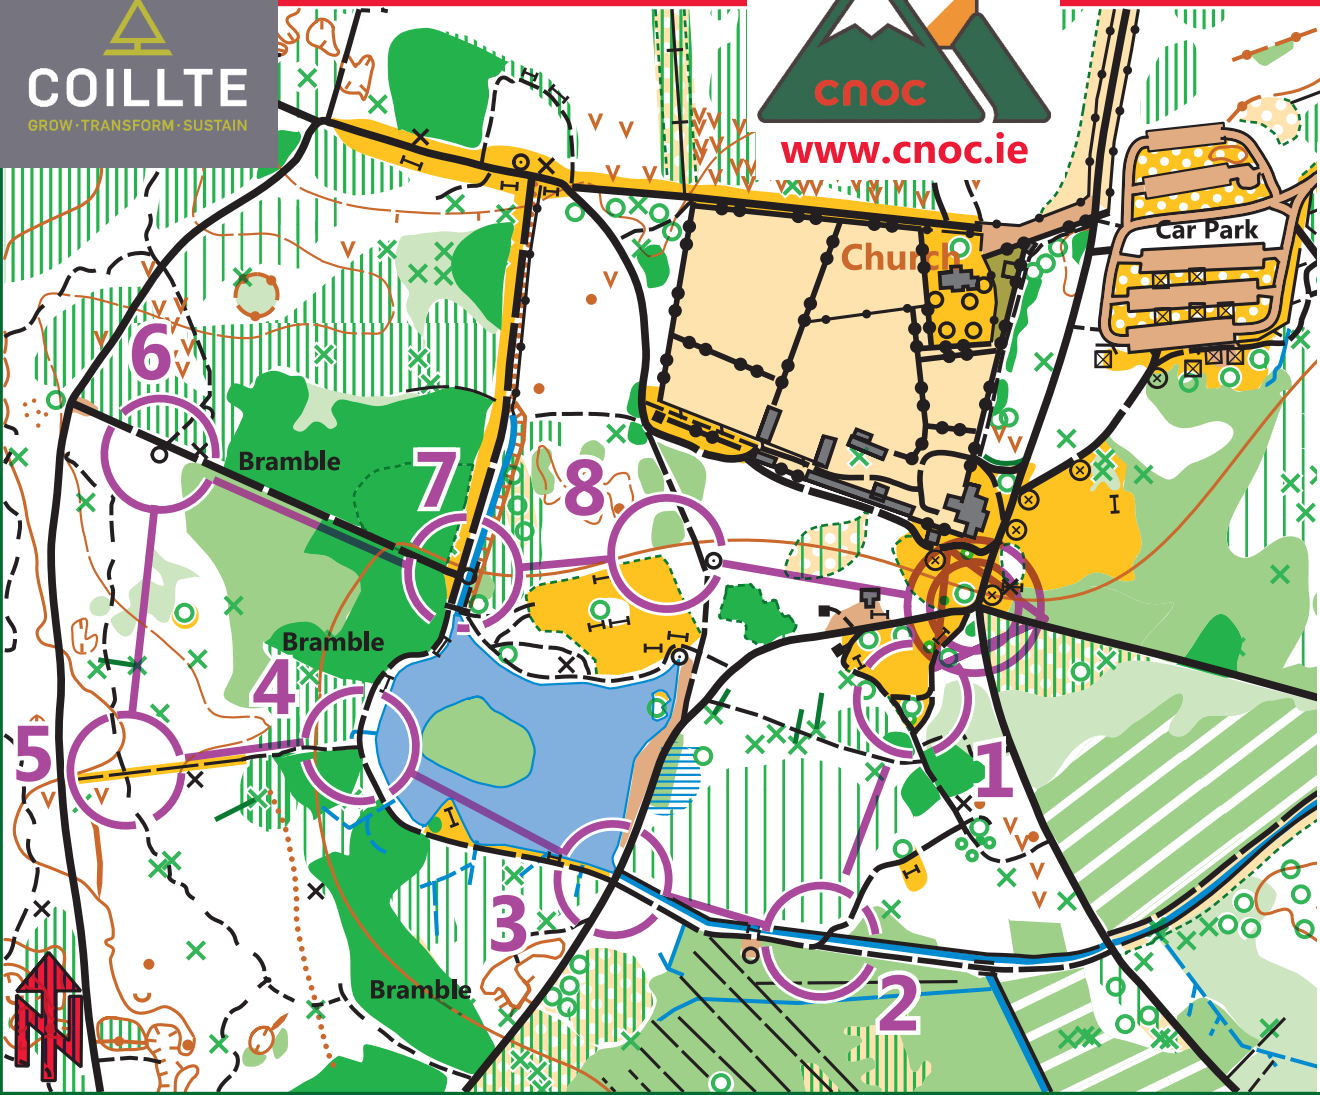 COILLTE
GROW·TRANSFORM·SUSTAIN
cnoc
www.cnoc.ie
Car Park
Church
6
Bramble
7
8
Bramble
4
5
1
3
Bramble
2
N